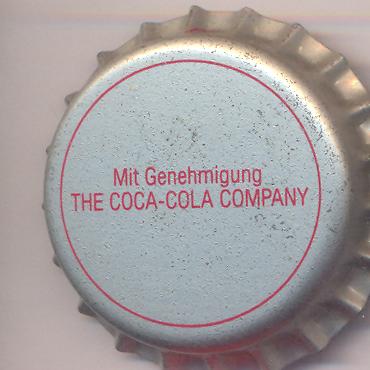 Mit Genehmigung
THE COCA-COLA COMPANY